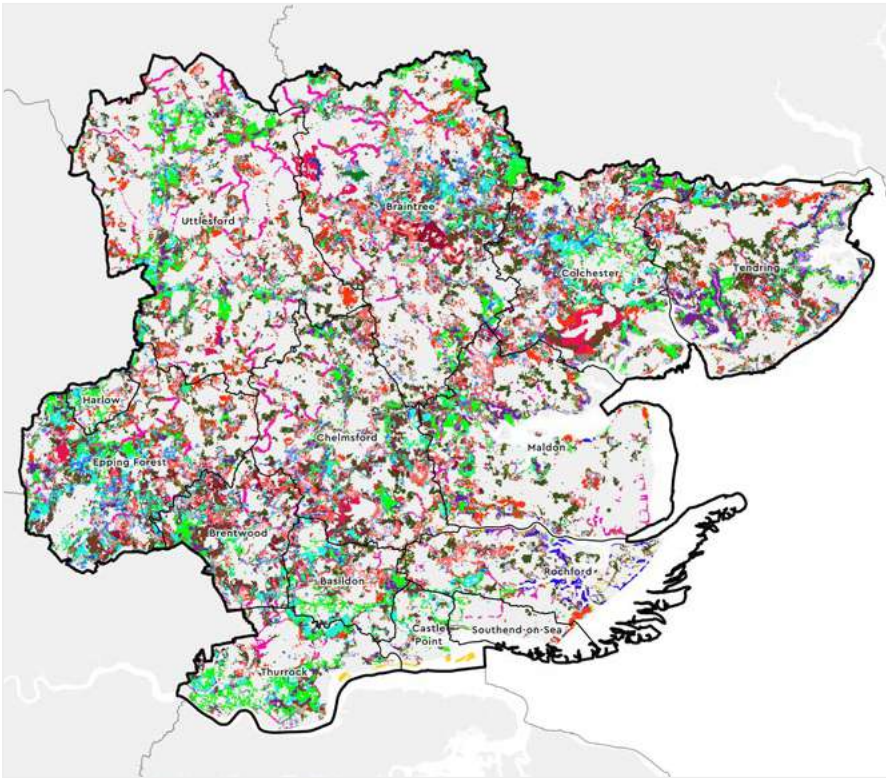 Uttlesford
Braintree
Colchester
Tendring
Harlow
Chelmsford
Maldon
Epping Forest
Brentwood
Basildon
Rochford
Castle
Point
Southend-on-Sea
Thurrock